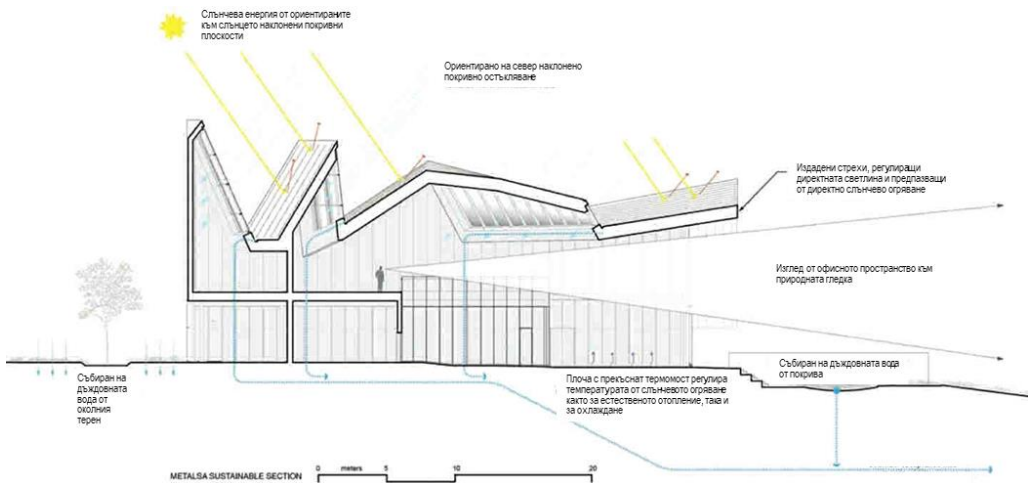 Слънчева енергия от ориентираните
към слънцето наклонени покривни
плоскости
Ориентирано на север наклонено
покривно остъкляване
Издадени стрехи, регулиращи
директната светлина и предпазващи
от директно слънчево огряване
Изглед от офисното пространство към
природната гледка
Събиран на
дъждовната
вода от
околния
терен
Плоча с прекъснат термомост регулира
температурата от слънчевото огряване
както за естественото отопление, така и
за охлаждане
Събиран на дъждовната вода
от покрива
METALSA SUSTAINABLE SECTION
0 meters 5 10 20